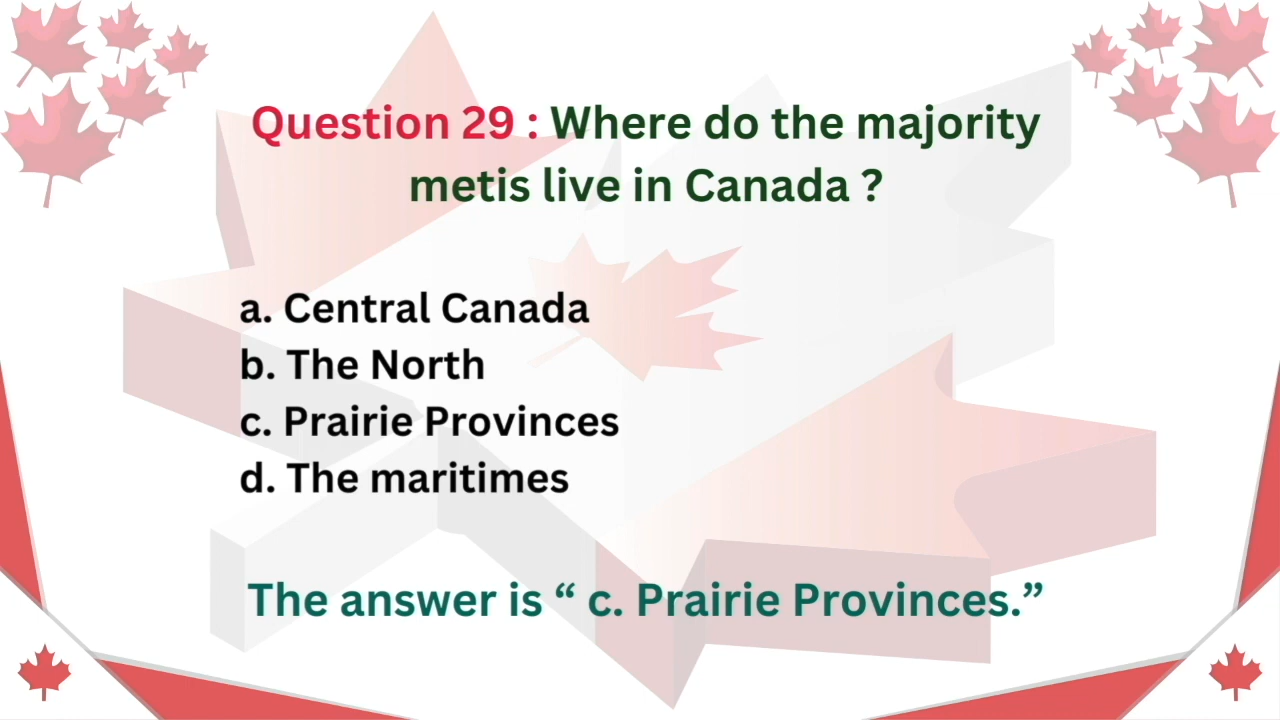 Question 29 : Where do the majority
metis live in Canada ?
a. Central Canada
b. The North
c. Prairie Provinces
d. The maritimes
The answer is “ c. Prairie Provinces.”